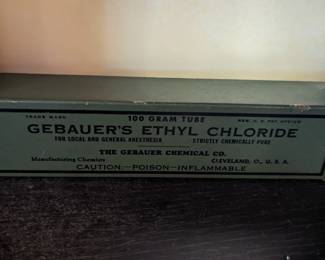 TRADE MARK 100 GRAM TUBE REG. U. S. PAT. OFFICE
GEBAUER'S ETHYL CHLORIDE
FOR LOCAL AND GENERAL ANESTHESIA STRICTLY CHEMICALLY PURE
THE GEBAUER CHEMICAL CO.
Manufacturing Chemists CLEVELAND, O., U. S. A.
CAUTION—POISON—INFLAMMABLE